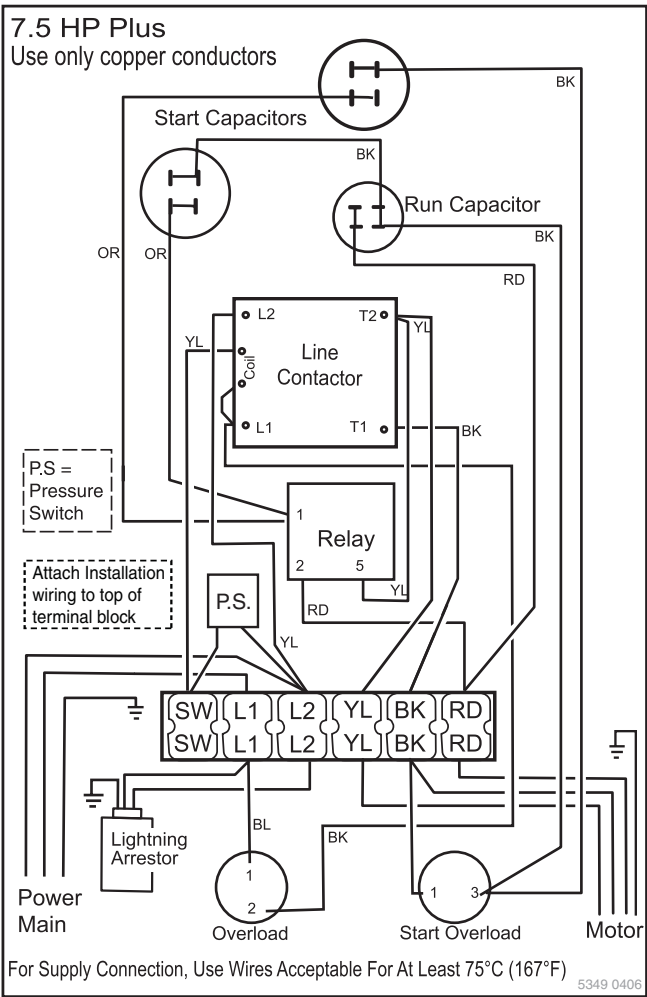 7.5 HP Plus
Use only copper conductors
BK
Start Capacitors
BK
Run Capacitor
BK
OR
OR
RD
L2
T2
YL
YL
Coil
Line
Contactor
L1
T1
BK
P.S =
Pressure
Switch
1
Relay
2
5
Attach Installation
wiring to top of
terminal block
P.S.
YL
RD
YL
SW
L1
L2
YL
BK
RD
SW
L1
L2
YL
BK
RD
Lightning
Arrestor
BL
BK
1
2
1
3
Power
Main
Overload
Start Overload
Motor
For Supply Connection, Use Wires Acceptable For At Least 75°C (167°F)
5349 0406